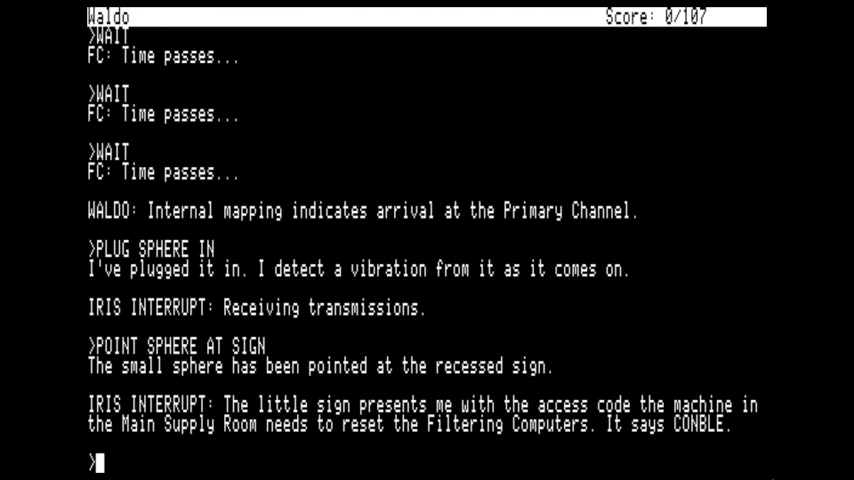 Waldo Score: 0/107
>WAIT
FC: Time passes...
>WAIT
FC: Time passes...
>WAIT
FC: Time passes...
WALDO: Internal mapping indicates arrival at the Primary Channel.
>PLUG SPHERE IN
I've plugged it in. I detect a vibration from it as it comes on.
IRIS INTERRUPT: Receiving transmissions.
>POINT SPHERE AT SIGN
The small sphere has been pointed at the recessed sign.
IRIS INTERRUPT: The little sign presents me with the access code the machine in
the Main Supply Room needs to reset the Filtering Computers. It says CONBLE.
>